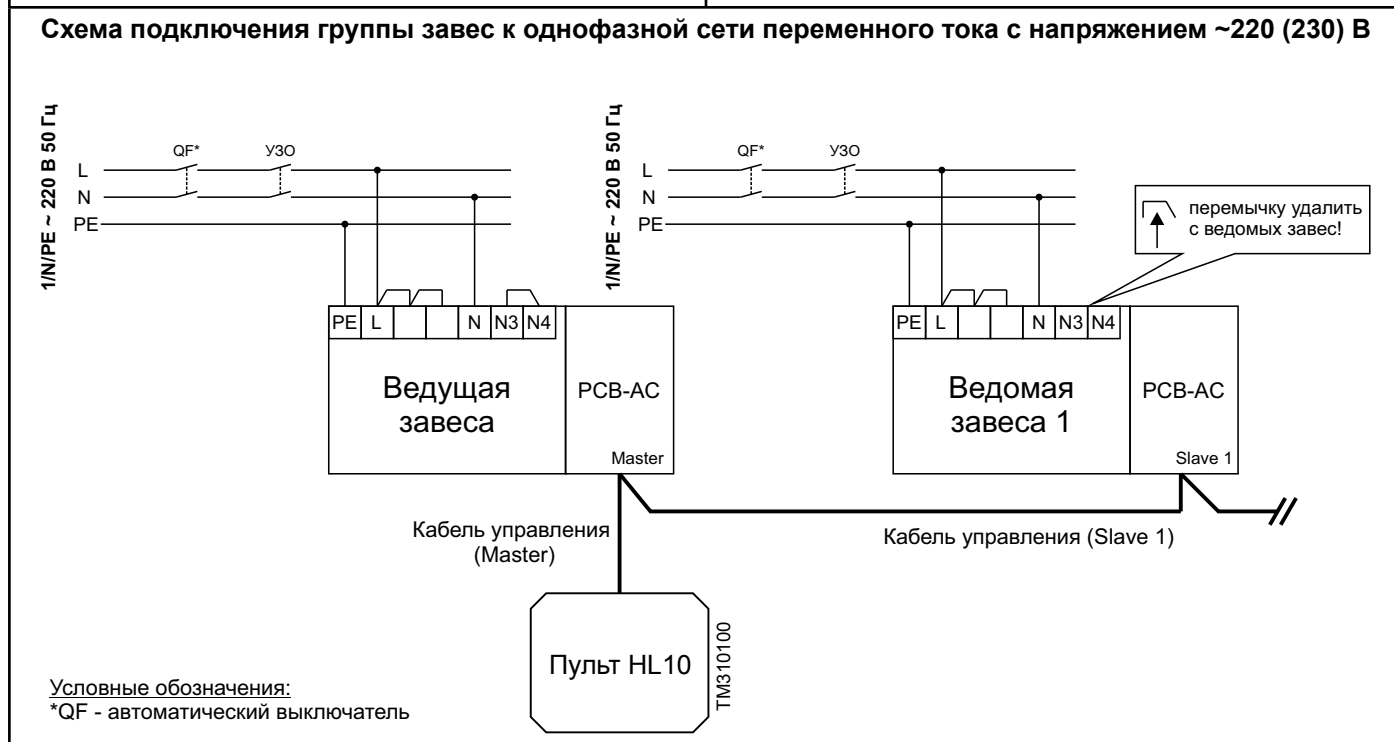 Схема подключения группы завес к однофазной сети переменного тока с напряжением ~220 (230) В
1/N/PE ~ 220 В 50 Гц
QF*
УЗО
L
N
PE
1/N/PE ~ 220 В 50 Гц
QF*
УЗО
L
N
PE
перемычку удалить
с ведомых завес!
PE L N N3 N4
Ведущая
завеса
PCB-AC
Master
PE L N N3 N4
Ведомая
завеса 1
PCB-AC
Slave 1
Кабель управления
(Master)
Кабель управления (Slave 1)
Пульт HL10
TM310100
Условные обозначения:
*QF - автоматический выключатель